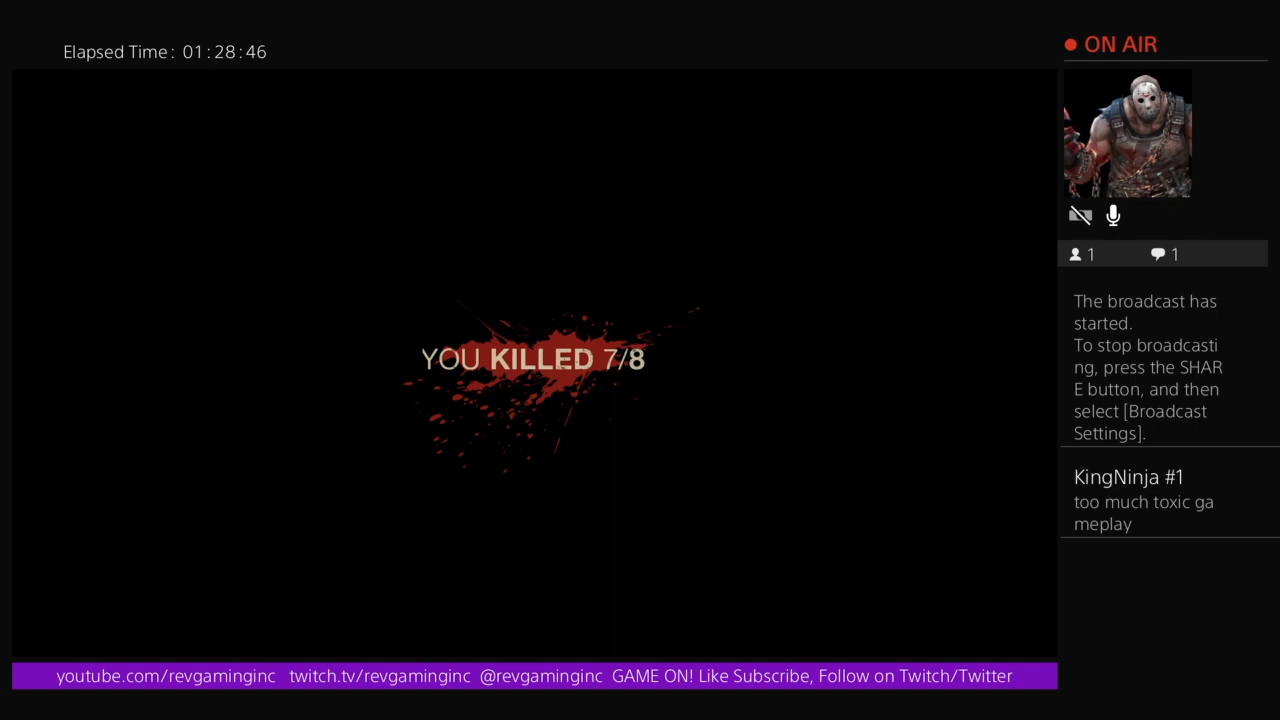 Elapsed Time: 01:28:46
ON AIR
1 1
The broadcast has
started.
To stop broadcasti
ng, press the SHAR
E button, and then
select [Broadcast
Settings].
YOU KILLED 7/8
KingNinja #1
too much toxic ga
meplay
youtube.com/revgaminginc twitch.tv/revgaminginc @revgaminginc GAME ON! Like Subscribe, Follow on Twitch/Twitter